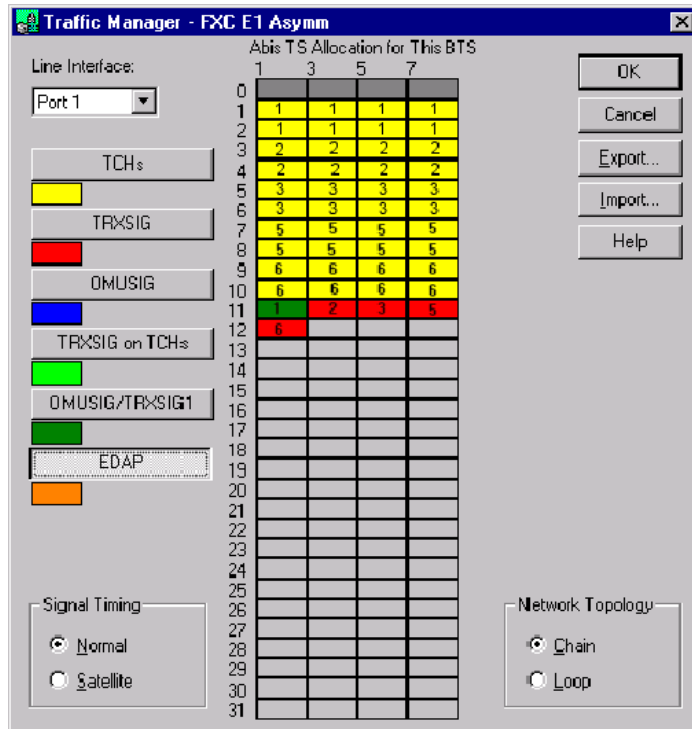 Traffic Manager - FXC E1 Asymm
Line Interface:
Port 1
TCHs
TRXSIG
OMUSIG
TRXSIG on TCHs
OMUSIG/TRXSIG1
EDAP
Signal Timing
Normal
Satellite
Abis TS Allocation for This BTS
1 3 5 7
0
1 1 1 1 1
2 1 1 1 1
3 2 2 2 2
4 2 2 2 2
5 3 3 3 3
6 3 3 3 3
7 5 5 5 5
8 5 5 5 5
9 6 6 6 6
10 6 6 6 6
11 1 2 3 5
12 6
13
14
15
16
17
18
19
20
21
22
23
24
25
26
27
28
29
30
31
OK
Cancel
Export...
Import...
Help
Network Topology
Chain
Loop